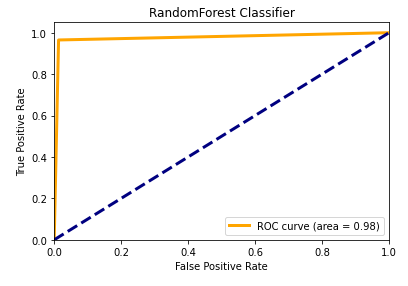 RandomForest Classifier
True Positive Rate
1.0
0.8
0.6
0.4
0.2
0.0
ROC curve (area = 0.98)
0.0 0.2 0.4 0.6 0.8 1.0
False Positive Rate